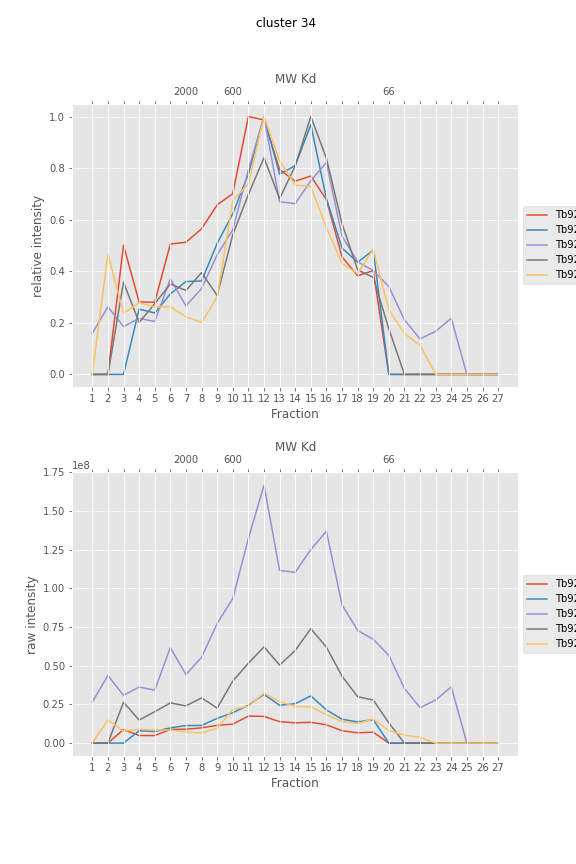 cluster 34
MW Kd
2000 600 66
1.0
0.8
0.6
0.4
0.2
0.0
relative intensity
Tb92
Tb92
Tb92
Tb92
Tb92
1 2 3 4 5 6 7 8 9 10 11 12 13 14 15 16 17 18 19 20 21 22 23 24 25 26 27
Fraction
MW Kd
1e8 2000 600 66
1.75
1.50
1.25
1.00
0.75
0.50
0.25
0.00
raw intensity
Tb92
Tb92
Tb92
Tb92
Tb92
1 2 3 4 5 6 7 8 9 10 11 12 13 14 15 16 17 18 19 20 21 22 23 24 25 26 27
Fraction